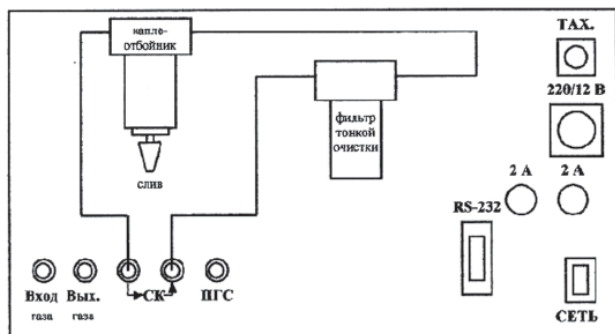 капле-
отбойник
слив
фильтр
тонкой
очистки
ТАХ.
220/12 В
2 А 2 А
RS-232
Вход Вых. СК ПГС
газа газа
СЕТЬ